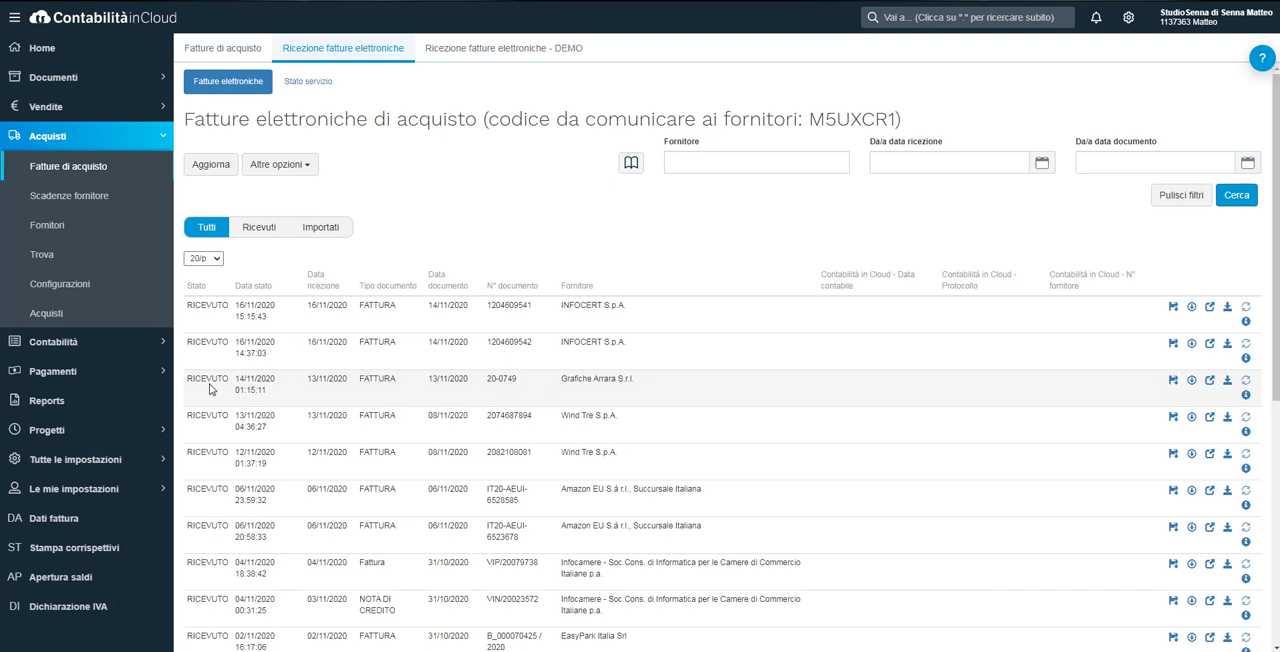 ContabilitàinCloud
Vai a... (Clicca su "." per ricercare subito)
StudioSenna di Senna Matteo
1137363 Matteo
Home
Documenti
Vendite
Acquisti
Fatture di acquisto
Scadenze fornitore
Fornitori
Trova
Configurazioni
Acquisti
Contabilità
Pagamenti
Reports
Progetti
Tutte le impostazioni
Le mie impostazioni
DA Dati fattura
ST Stampa corrispettivi
AP Apertura saldi
DI Dichiarazione IVA
Fatture di acquisto Ricezione fatture elettroniche Ricezione fatture elettroniche - DEMO
?
Fatture elettroniche Stato servizio
Fatture elettroniche di acquisto (codice da comunicare ai fornitori: M5UXCR1)
Fornitore Da/a data ricezione Da/a data documento
Aggiorna Altre opzioni
Pulisci filtri Cerca
Tutti Ricevuti Importati
20/p
Data Data Contabilità in Cloud - Data Contabilità in Cloud - Contabilità in Cloud - N°
Stato Data stato ricezione Tipo documento documento N° documento Fornitore contabile Protocollo fornitore
RICEVUTO 16/11/2020 16/11/2020 FATTURA 14/11/2020 1204609541 INFOCERT S.p.A.
15:15:43
RICEVUTO 16/11/2020 16/11/2020 FATTURA 14/11/2020 1204609542 INFOCERT S.p.A.
14:37:03
RICEVUTO 14/11/2020 13/11/2020 FATTURA 13/11/2020 20-0749 Grafiche Arrara S.r.l.
01:15:11
RICEVUTO 13/11/2020 13/11/2020 FATTURA 08/11/2020 2074687894 Wind Tre S.p.A.
04:36:27
RICEVUTO 12/11/2020 12/11/2020 FATTURA 08/11/2020 2082108081 Wind Tre S.p.A.
01:37:19
RICEVUTO 06/11/2020 06/11/2020 FATTURA 06/11/2020 IT20-AEUI- Amazon EU S.à r.l., Succursale Italiana
23:59:32 6528585
RICEVUTO 06/11/2020 06/11/2020 FATTURA 06/11/2020 IT20-AEUI- Amazon EU S.à r.l., Succursale Italiana
20:58:33 6523678
RICEVUTO 04/11/2020 04/11/2020 Fattura 31/10/2020 VIP/20079738 Infocamere - Soc.Cons. di Informatica per le Camere di Commercio
18:38:42 Italiane p.a.
RICEVUTO 04/11/2020 03/11/2020 NOTA DI 31/10/2020 VIN/20023572 Infocamere - Soc.Cons. di Informatica per le Camere di Commercio
00:31:25 CREDITO Italiane p.a.
RICEVUTO 02/11/2020 02/11/2020 FATTURA 31/10/2020 B_000070425 / EasyPark Italia Srl
16:17:06 2020